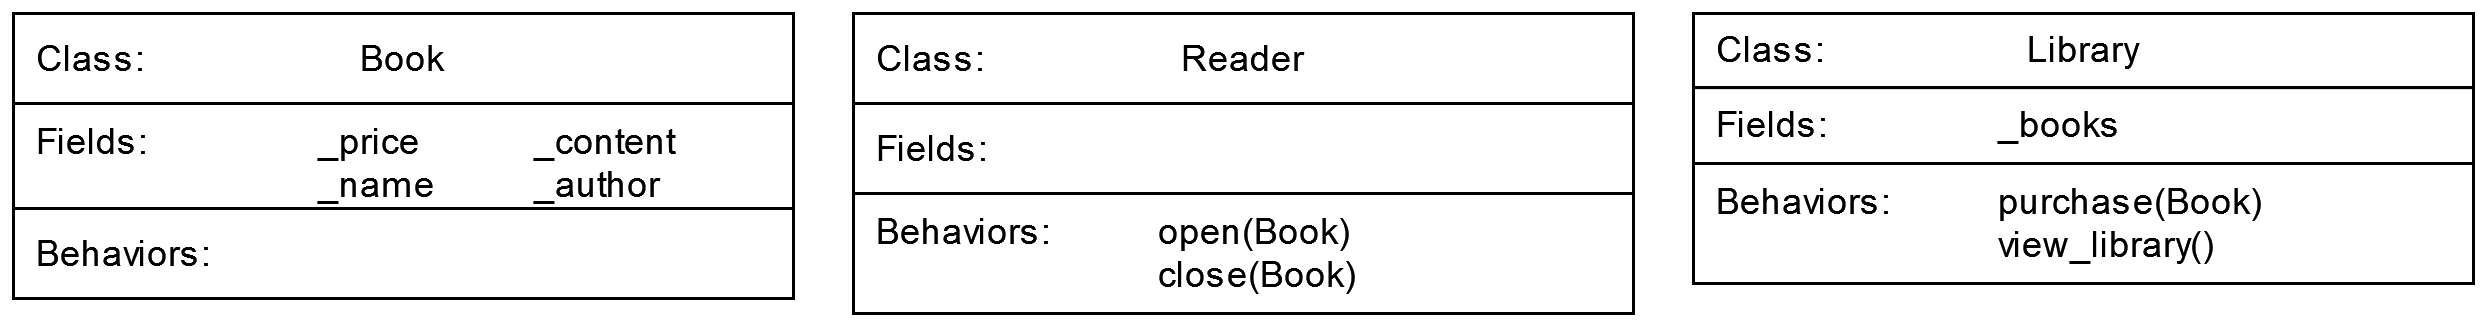 Class: Book
Fields: _price _content
_name _author
Behaviors:
Class: Reader
Fields:
Behaviors: open(Book)
close(Book)
Class: Library
Fields: _books
Behaviors: purchase(Book)
view_library()